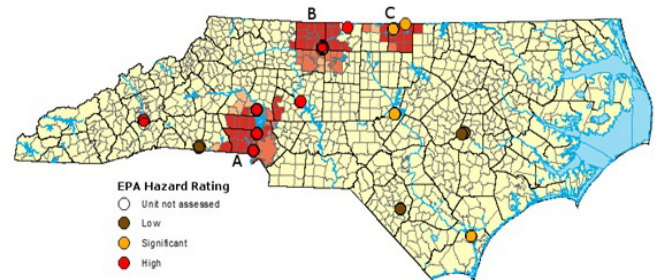 B
C
A
EPA Hazard Rating
Unit not assessed
Low
Significant
High